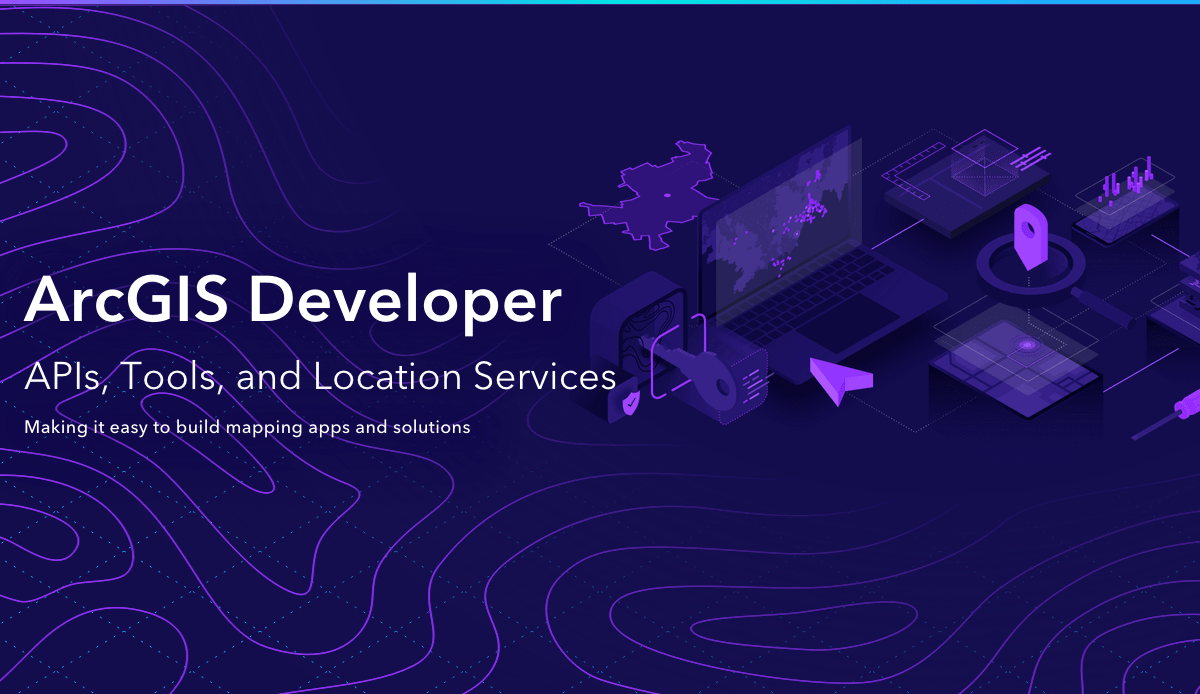 ArcGIS Developer
APIs, Tools, and Location Services
Making it easy to build mapping apps and solutions